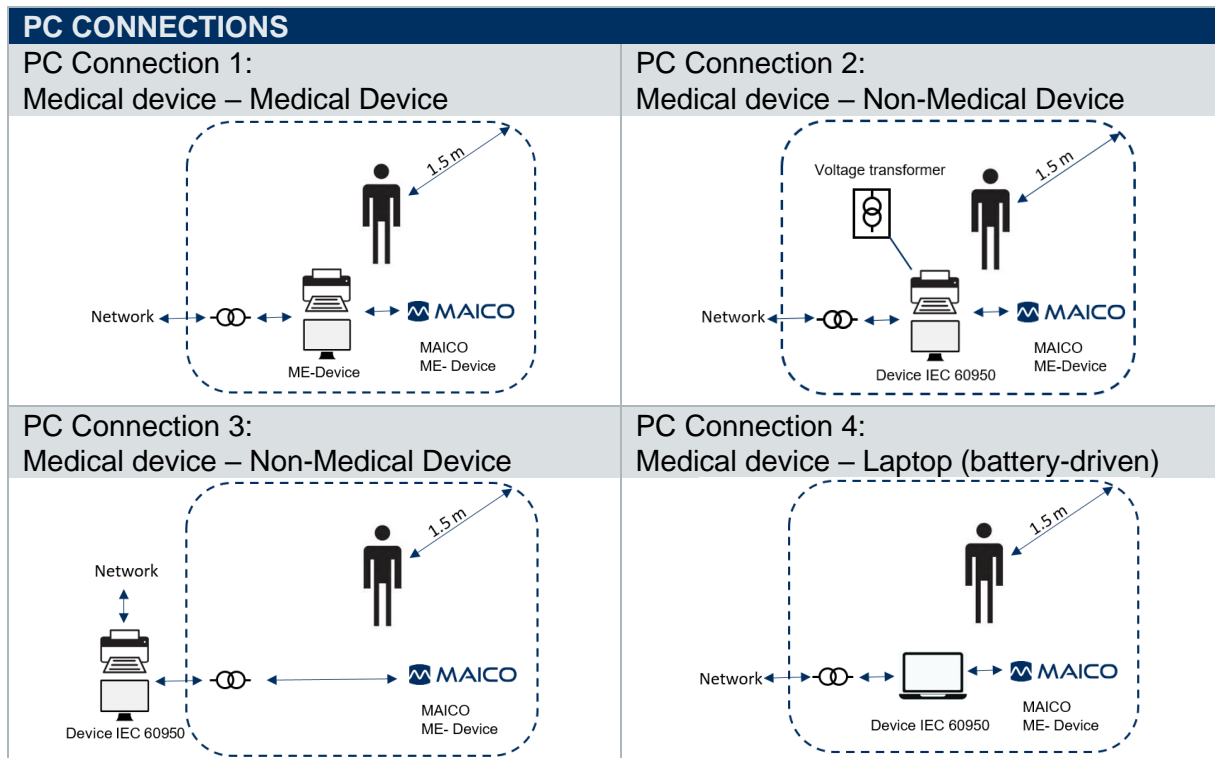 PC CONNECTIONS
PC Connection 1:
Medical device – Medical Device
1.5 m
Network
MAICO
ME-Device
MAICO
ME- Device
PC Connection 2:
Medical device – Non-Medical Device
Voltage transformer
1.5 m
Network
MAICO
Device IEC 60950
MAICO
ME-Device
PC Connection 3:
Medical device – Non-Medical Device
1.5 m
Network
MAICO
Device IEC 60950
MAICO
ME- Device
PC Connection 4:
Medical device – Laptop (battery-driven)
1.5 m
Network
MAICO
Device IEC 60950
MAICO
ME- Device